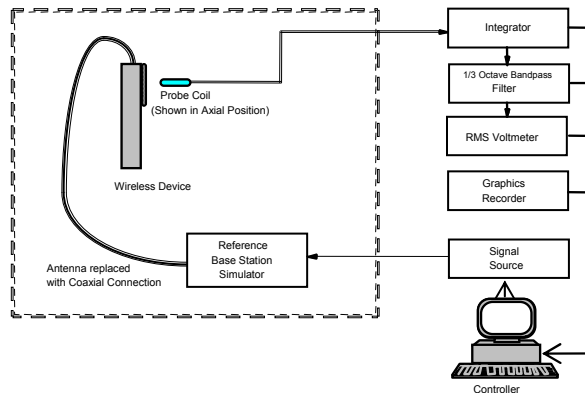 Integrator
1/3 Octave Bandpass
Filter
RMS Voltmeter
Graphics
Recorder
Signal
Source
Controller
Probe Coil
(Shown in Axial Position)
Wireless Device
Reference
Base Station
Simulator
Antenna replaced
with Coaxial Connection